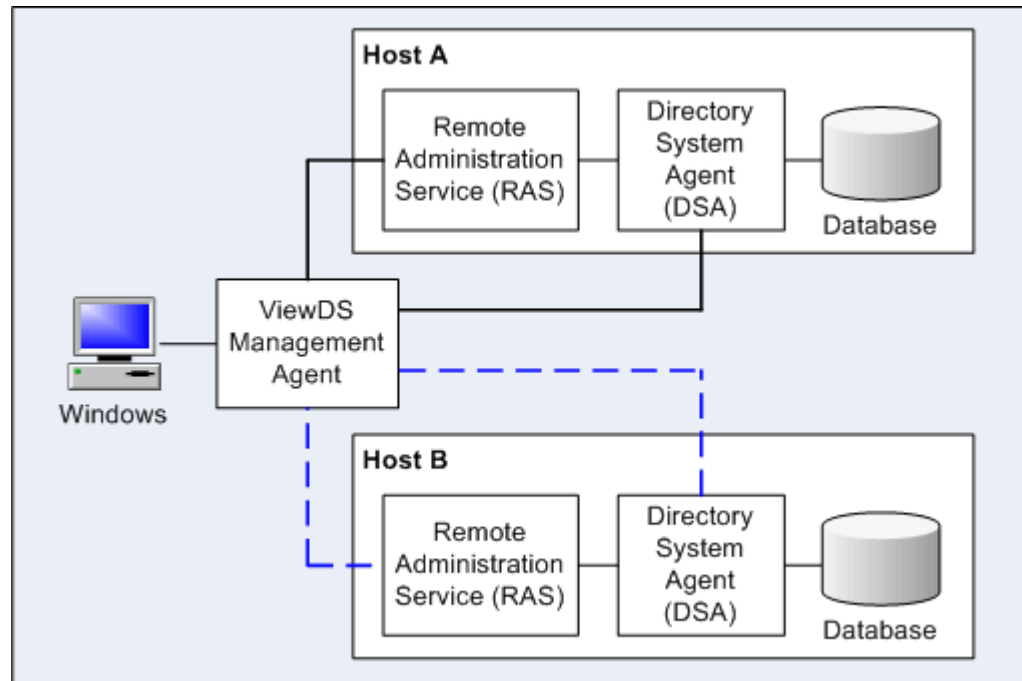 Host A
Remote
Administration
Service (RAS)
Directory
System
Agent
(DSA)
Database
ViewDS
Management
Agent
Windows
Host B
Remote
Administration
Service (RAS)
Directory
System
Agent
(DSA)
Database